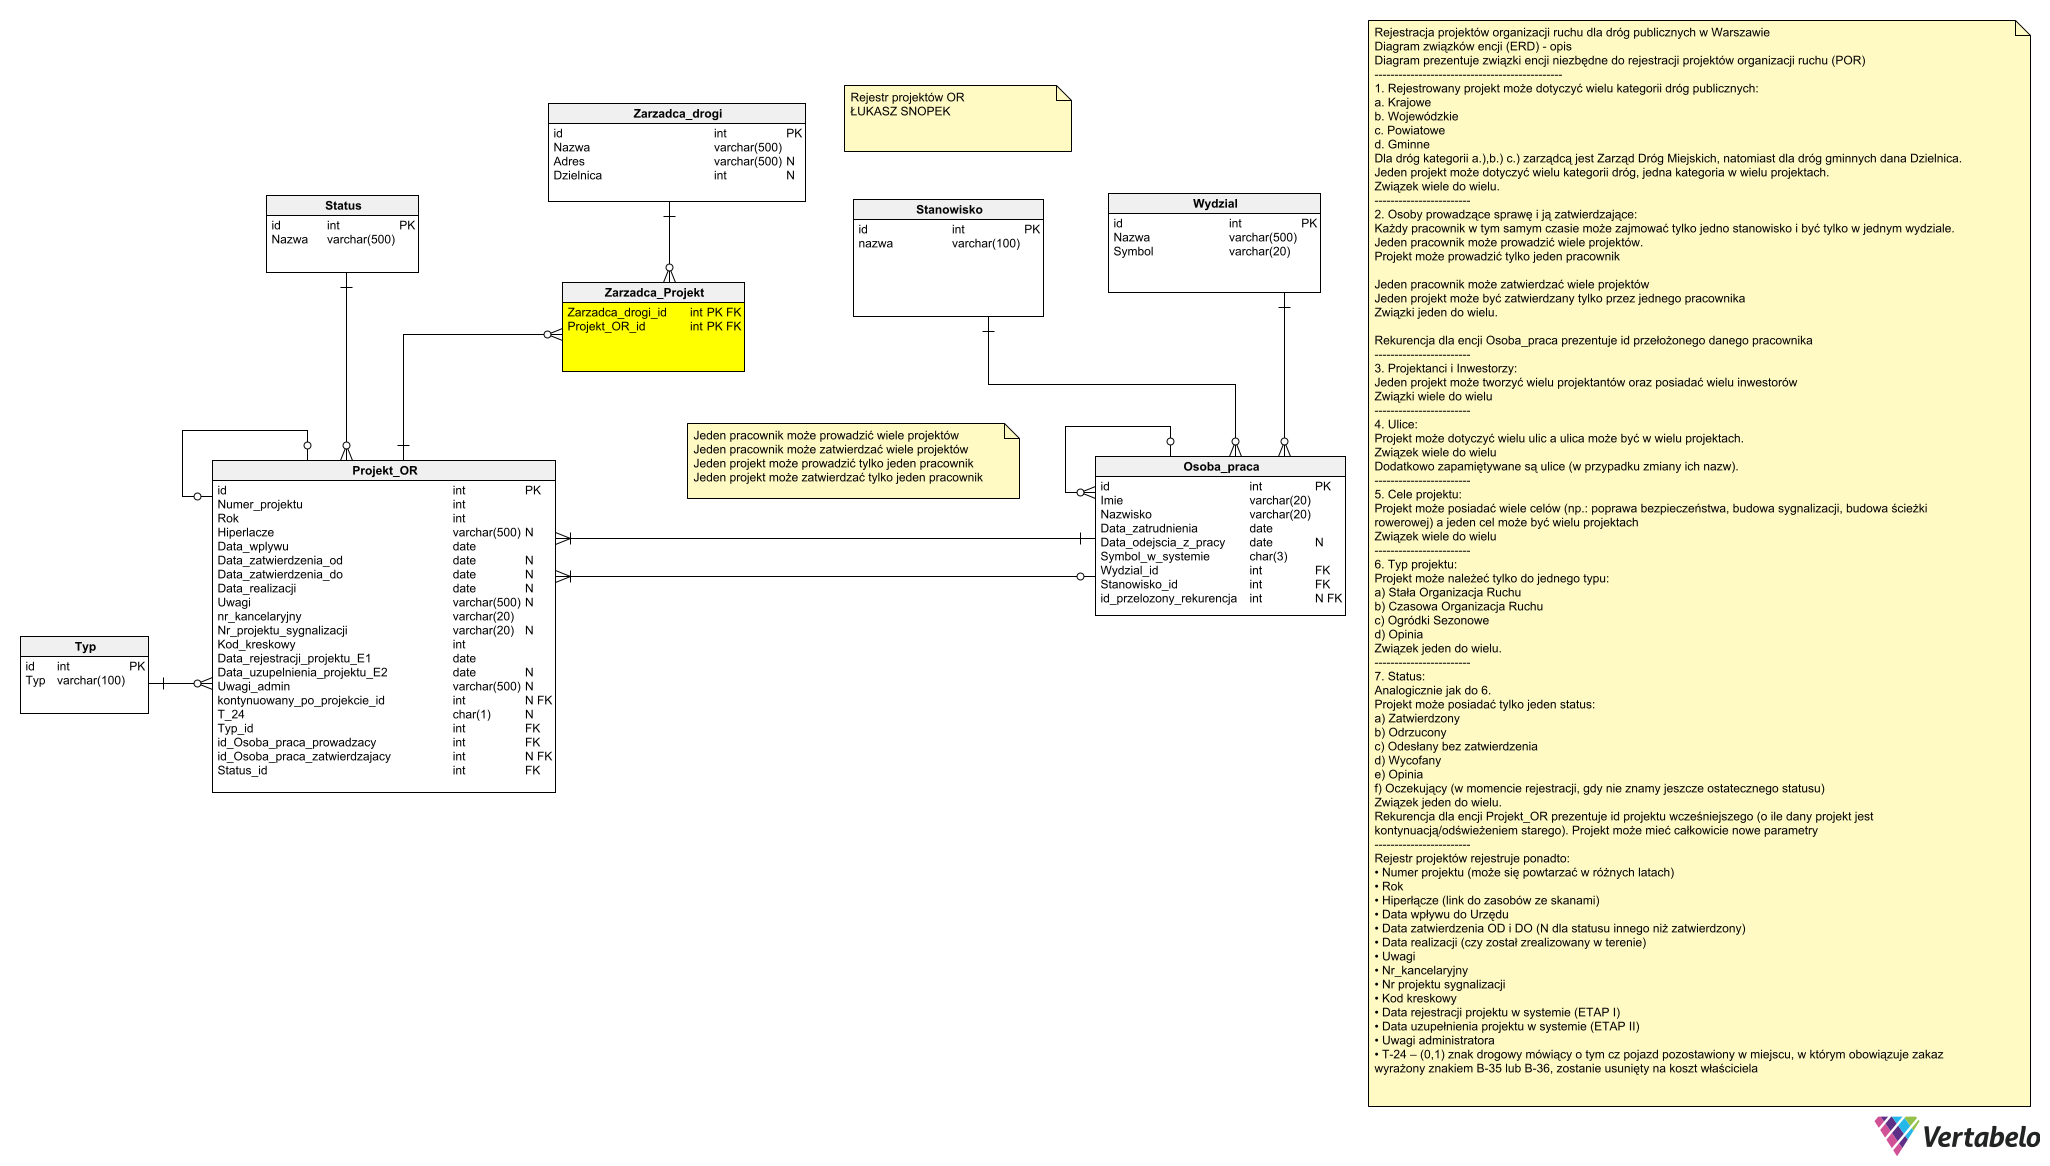 Rejestr projektów OR
ŁUKASZ SNOPEK
Zarzadca_drogi
id int PK
Nazwa varchar(500)
Adres varchar(500) N
Dzielnica int N
Status
id int PK
Nazwa varchar(500)
Stanowisko
id int PK
nazwa varchar(100)
Wydzial
id int PK
Nazwa varchar(500)
Symbol varchar(20)
Zarzadca_Projekt
Zarzadca_drogi_id int PK FK
Projekt_OR_id int PK FK
Jeden pracownik może prowadzić wiele projektów
Jeden pracownik może zatwierdzać wiele projektów
Jeden projekt może prowadzić tylko jeden pracownik
Jeden projekt może zatwierdzać tylko jeden pracownik
Projekt_OR
id int PK
Numer_projektu int
Rok int
Hiperlacze varchar(500) N
Data_wplywu date
Data_zatwierdzenia_od date N
Data_zatwierdzenia_do date N
Data_realizacji date N
Uwagi varchar(500) N
nr_kancelaryjny varchar(20)
Nr_projektu_sygnalizacji varchar(20) N
Kod_kreskowy int
Data_rejestracji_projektu_E1 date
Data_uzupelnienia_projektu_E2 date N
Uwagi_admin varchar(500) N
kontynuowany_po_projekcie_id int N FK
T_24 char(1) N
Typ_id int FK
id_Osoba_praca_prowadzacy int FK
id_Osoba_praca_zatwierdzajacy int N FK
Status_id int FK
Osoba_praca
id int PK
Imie varchar(20)
Nazwisko varchar(20)
Data_zatrudnienia date
Data_odejscia_z_pracy date N
Symbol_w_systemie char(3)
Wydzial_id int FK
Stanowisko_id int FK
id_przelozony_rekurencja int N FK
Typ
id int PK
Typ varchar(100)
Rejestracja projektów organizacji ruchu dla dróg publicznych w Warszawie
Diagram związków encji (ERD) - opis
Diagram prezentuje związki encji niezbędne do rejestracji projektów organizacji ruchu (POR)
-----------------------------------------------
1. Rejestrowany projekt może dotyczyć wielu kategorii dróg publicznych:
a. Krajowe
b. Wojewódzkie
c. Powiatowe
d. Gminne
Dla dróg kategorii a.),b.) c.) zarządcą jest Zarząd Dróg Miejskich, natomiast dla dróg gminnych dana Dzielnica.
Jeden projekt może dotyczyć wielu kategorii dróg, jedna kategoria w wielu projektach.
Związek wiele do wielu.
------------------------
2. Osoby prowadzące sprawę i ją zatwierdzające:
Każdy pracownik w tym samym czasie może zajmować tylko jedno stanowisko i być tylko w jednym wydziale.
Jeden pracownik może prowadzić wiele projektów.
Projekt może prowadzić tylko jeden pracownik
Jeden pracownik może zatwierdzać wiele projektów
Jeden projekt może być zatwierdzany tylko przez jednego pracownika
Związki jeden do wielu.
Rekurencja dla encji Osoba_praca prezentuje id przełożonego danego pracownika
------------------------
3. Projektanci i Inwestorzy:
Jeden projekt może tworzyć wielu projektantów oraz posiadać wielu inwestorów
Związki wiele do wielu
------------------------
4. Ulice:
Projekt może dotyczyć wielu ulic a ulica może być w wielu projektach.
Związek wiele do wielu
Dodatkowo zapamiętywane są ulice (w przypadku zmiany ich nazw).
------------------------
5. Cele projektu:
Projekt może posiadać wiele celów (np.: poprawa bezpieczeństwa, budowa sygnalizacji, budowa ścieżki
rowerowej) a jeden cel może być wielu projektach
Związek wiele do wielu
------------------------
6. Typ projektu:
Projekt może należeć tylko do jednego typu:
a) Stała Organizacja Ruchu
b) Czasowa Organizacja Ruchu
c) Ogródki Sezonowe
d) Opinia
Związek jeden do wielu.
------------------------
7. Status:
Analogicznie jak do 6.
Projekt może posiadać tylko jeden status:
a) Zatwierdzony
b) Odrzucony
c) Odesłany bez zatwierdzenia
d) Wycofany
e) Opinia
f) Oczekujący (w momencie rejestracji, gdy nie znamy jeszcze ostatecznego statusu)
Związek jeden do wielu.
Rekurencja dla encji Projekt_OR prezentuje id projektu wcześniejszego (o ile dany projekt jest
kontynuacją/odświeżeniem starego). Projekt może mieć całkowicie nowe parametry
------------------------
Rejestr projektów rejestruje ponadto:
• Numer projektu (może się powtarzać w różnych latach)
• Rok
• Hiperłącze (link do zasobów ze skanami)
• Data wpływu do Urzędu
• Data zatwierdzenia OD i DO (N dla statusu innego niż zatwierdzony)
• Data realizacji (czy został zrealizowany w terenie)
• Uwagi
• Nr_kancelaryjny
• Nr projektu sygnalizacji
• Kod kreskowy
• Data rejestracji projektu w systemie (ETAP I)
• Data uzupełnienia projektu w systemie (ETAP II)
• Uwagi administratora
• T-24 – (0,1) znak drogowy mówiący o tym cz pojazd pozostawiony w miejscu, w którym obowiązuje zakaz
wyrażony znakiem B-35 lub B-36, zostanie usunięty na koszt właściciela
Vertabelo